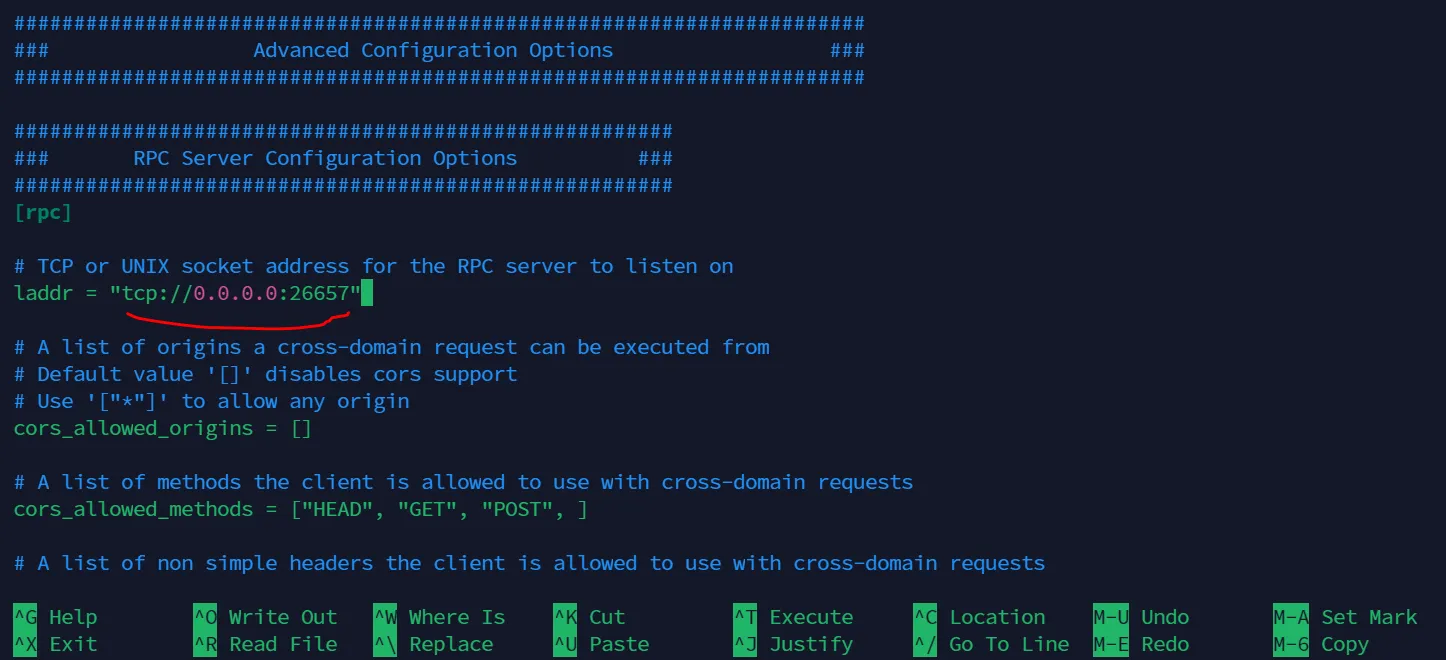 #######################################################################
###                 Advanced Configuration Options                  ###
#######################################################################
#######################################################
###       RPC Server Configuration Options          ###
#######################################################
[rpc]
# TCP or UNIX socket address for the RPC server to listen on
laddr = "tcp://0.0.0.0:26657"
# A list of origins a cross-domain request can be executed from
# Default value '[]' disables cors support
# Use '["*"]' to allow any origin
cors_allowed_origins = []
# A list of methods the client is allowed to use with cross-domain requests
cors_allowed_methods = ["HEAD", "GET", "POST", ]
# A list of non simple headers the client is allowed to use with cross-domain requests
^G Help ^O Write Out ^W Where Is ^K Cut ^T Execute ^C Location M-U Undo M-A Set Mark
^X Exit ^R Read File ^\ Replace ^U Paste ^J Justify ^/ Go To Line M-E Redo M-6 Copy